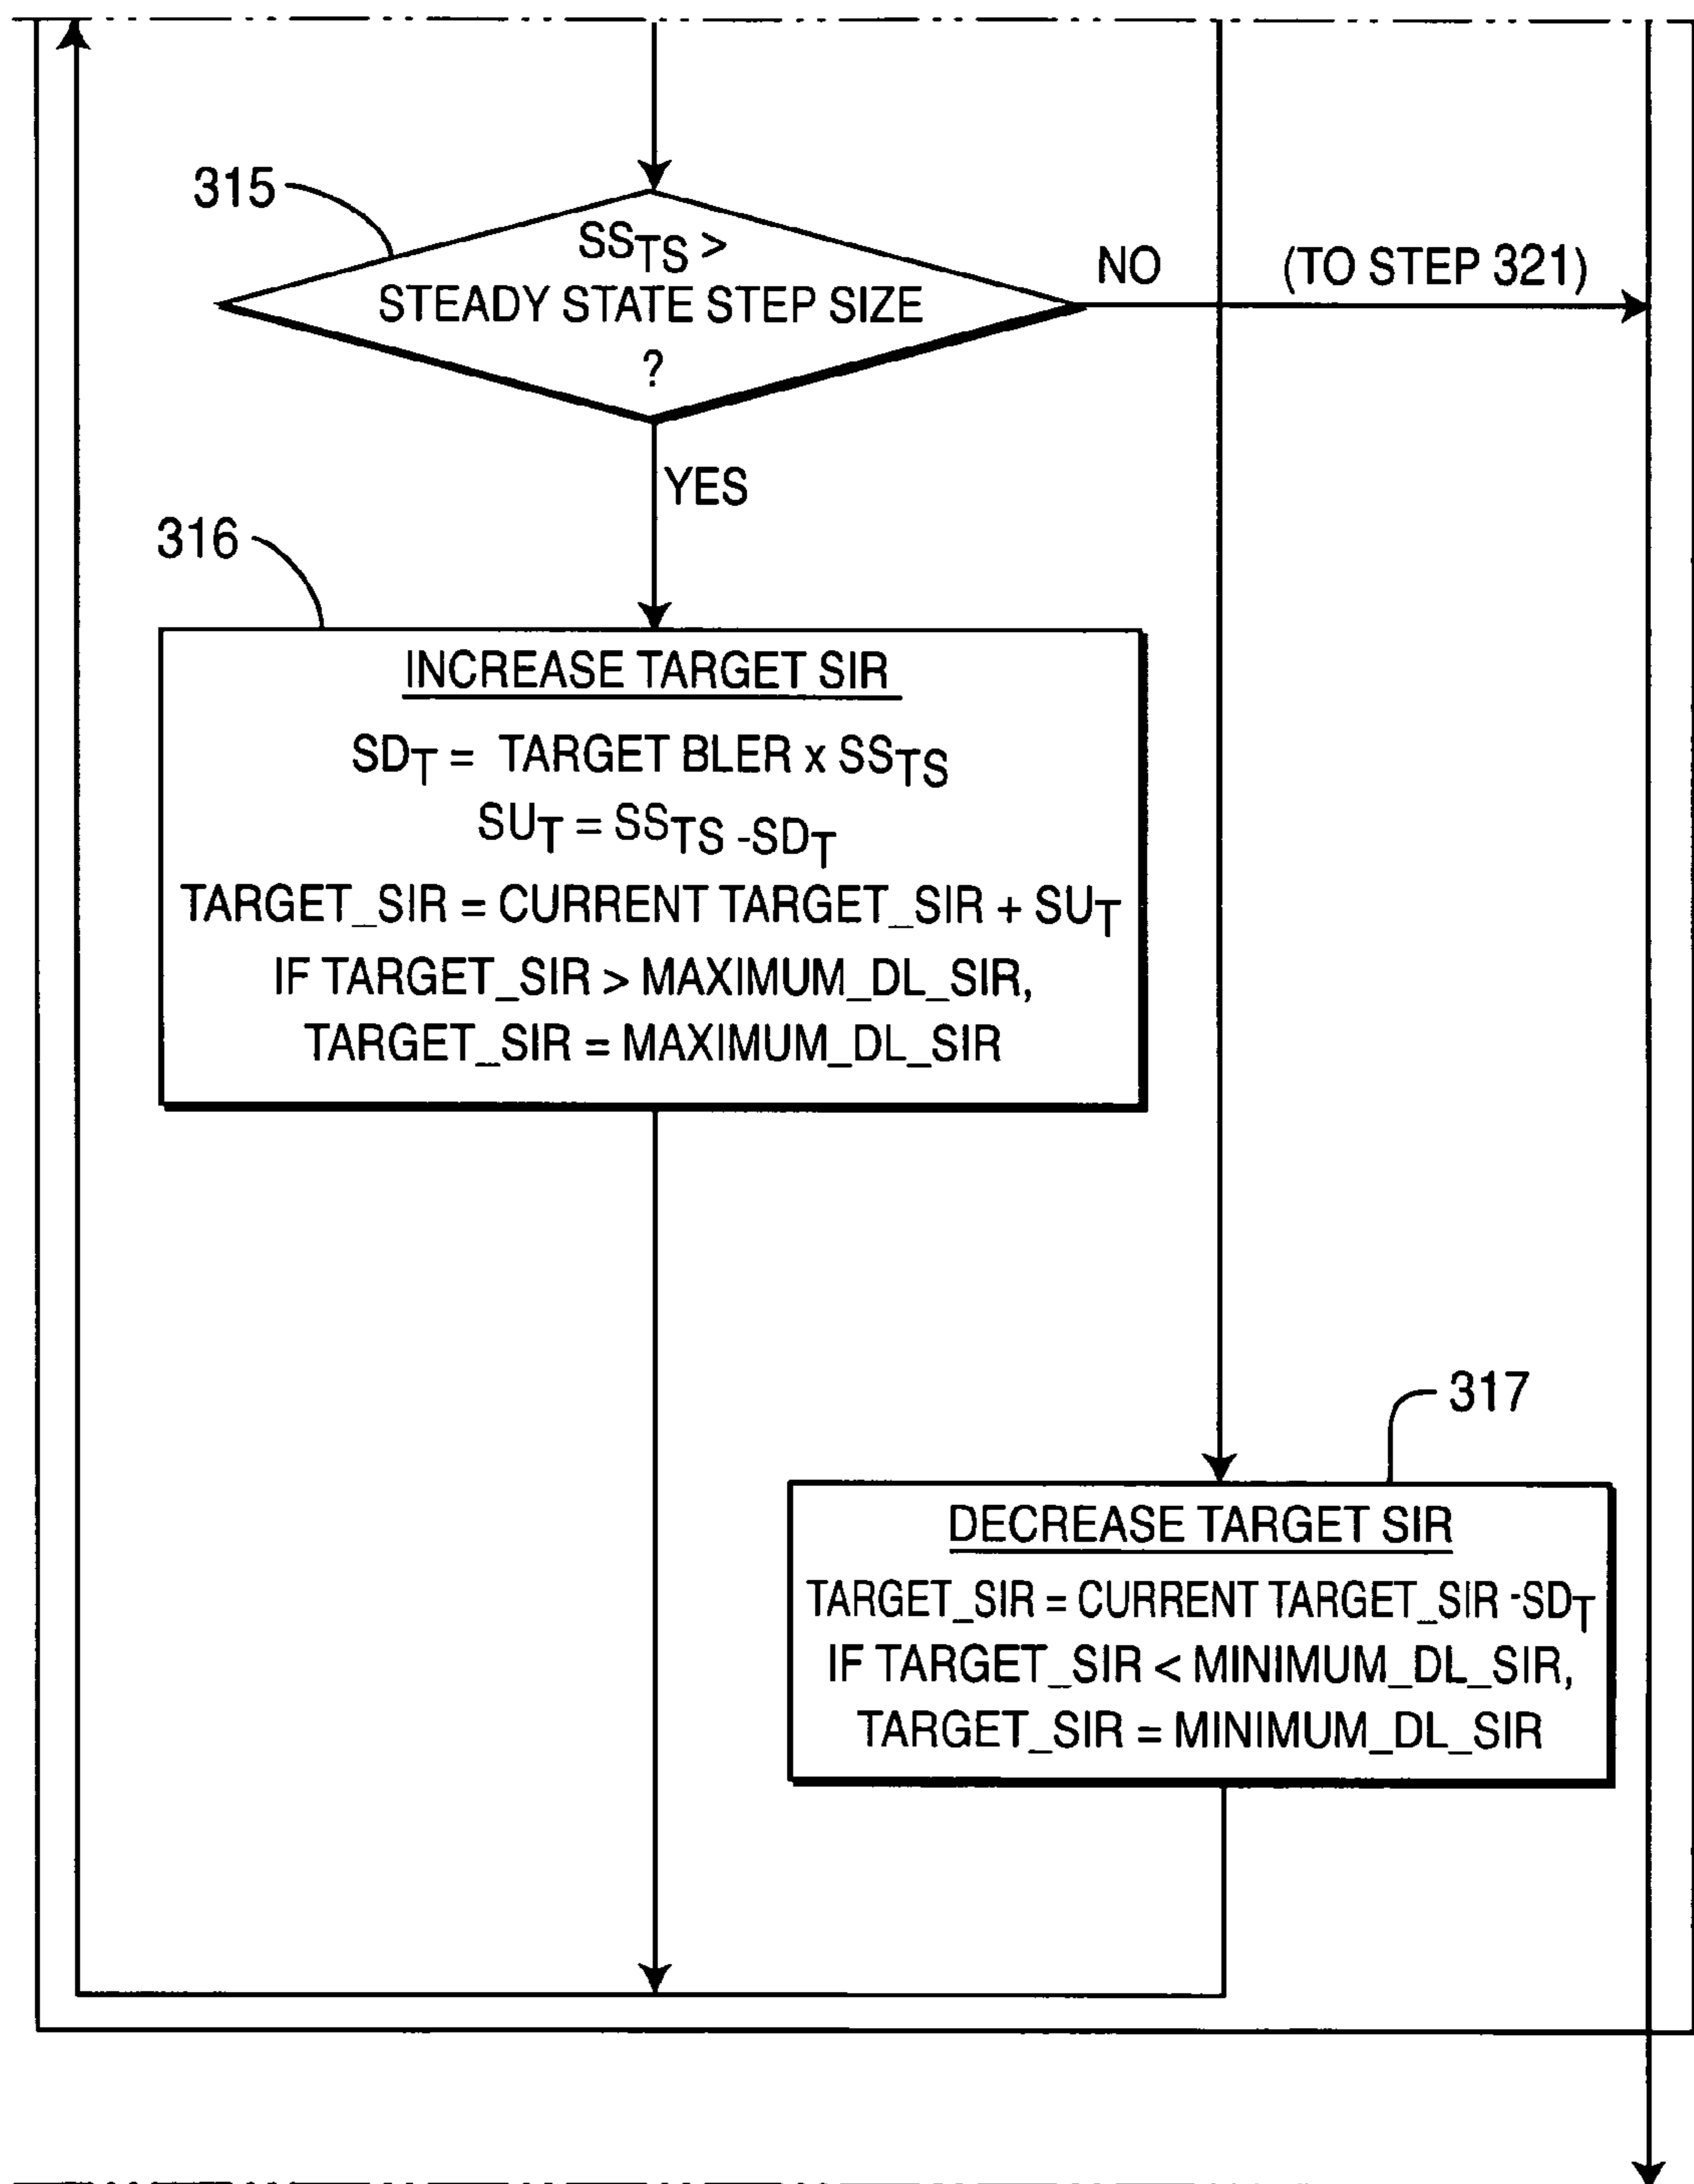 315
SSTS >
STEADY STATE STEP SIZE
?
NO
(TO STEP 321)
YES
316
INCREASE TARGET SIR
SDT = TARGET BLER x SSTS
SUT = SSTS -SDT
TARGET_SIR = CURRENT TARGET_SIR + SUT
IF TARGET_SIR > MAXIMUM_DL_SIR,
TARGET_SIR = MAXIMUM_DL_SIR
317
DECREASE TARGET SIR
TARGET_SIR = CURRENT TARGET_SIR -SDT
IF TARGET_SIR < MINIMUM_DL_SIR,
TARGET_SIR = MINIMUM_DL_SIR